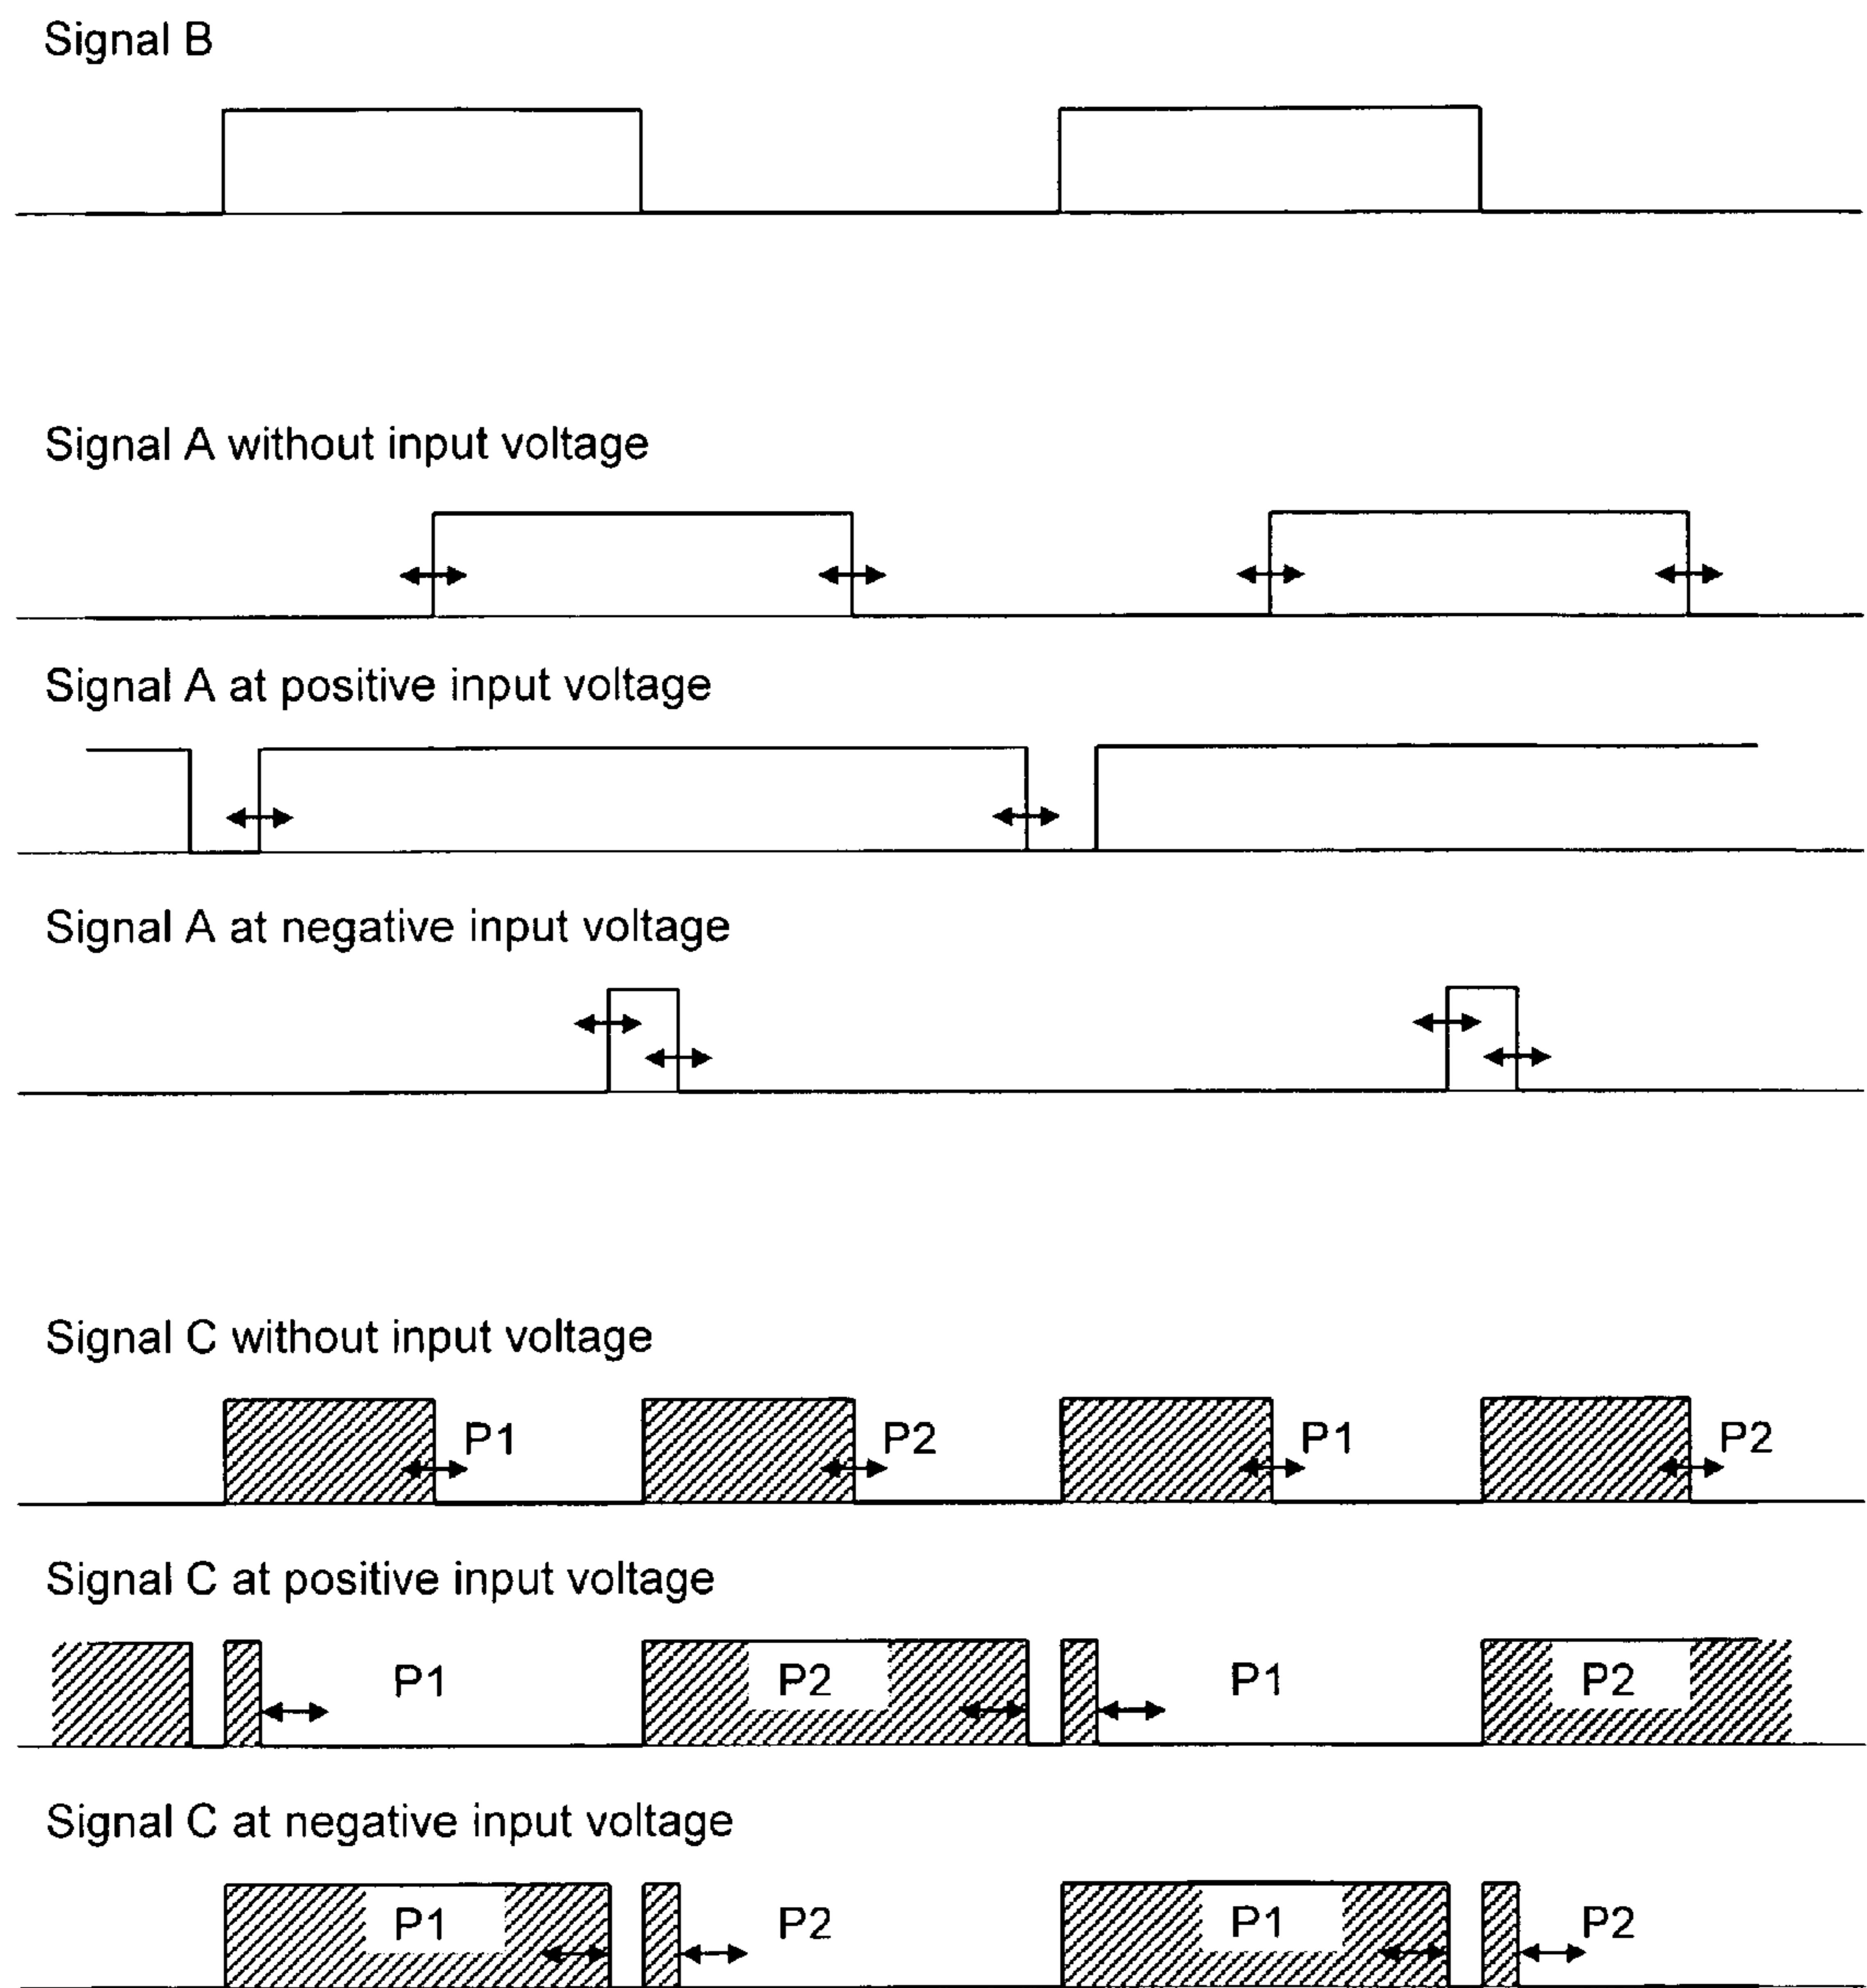 Signal B
Signal A without input voltage
Signal A at positive input voltage
Signal A at negative input voltage
Signal C without input voltage
P1 P2 P1 P2
Signal C at positive input voltage
P1 P2 P1 P2
Signal C at negative input voltage
P1 P2 P1 P2